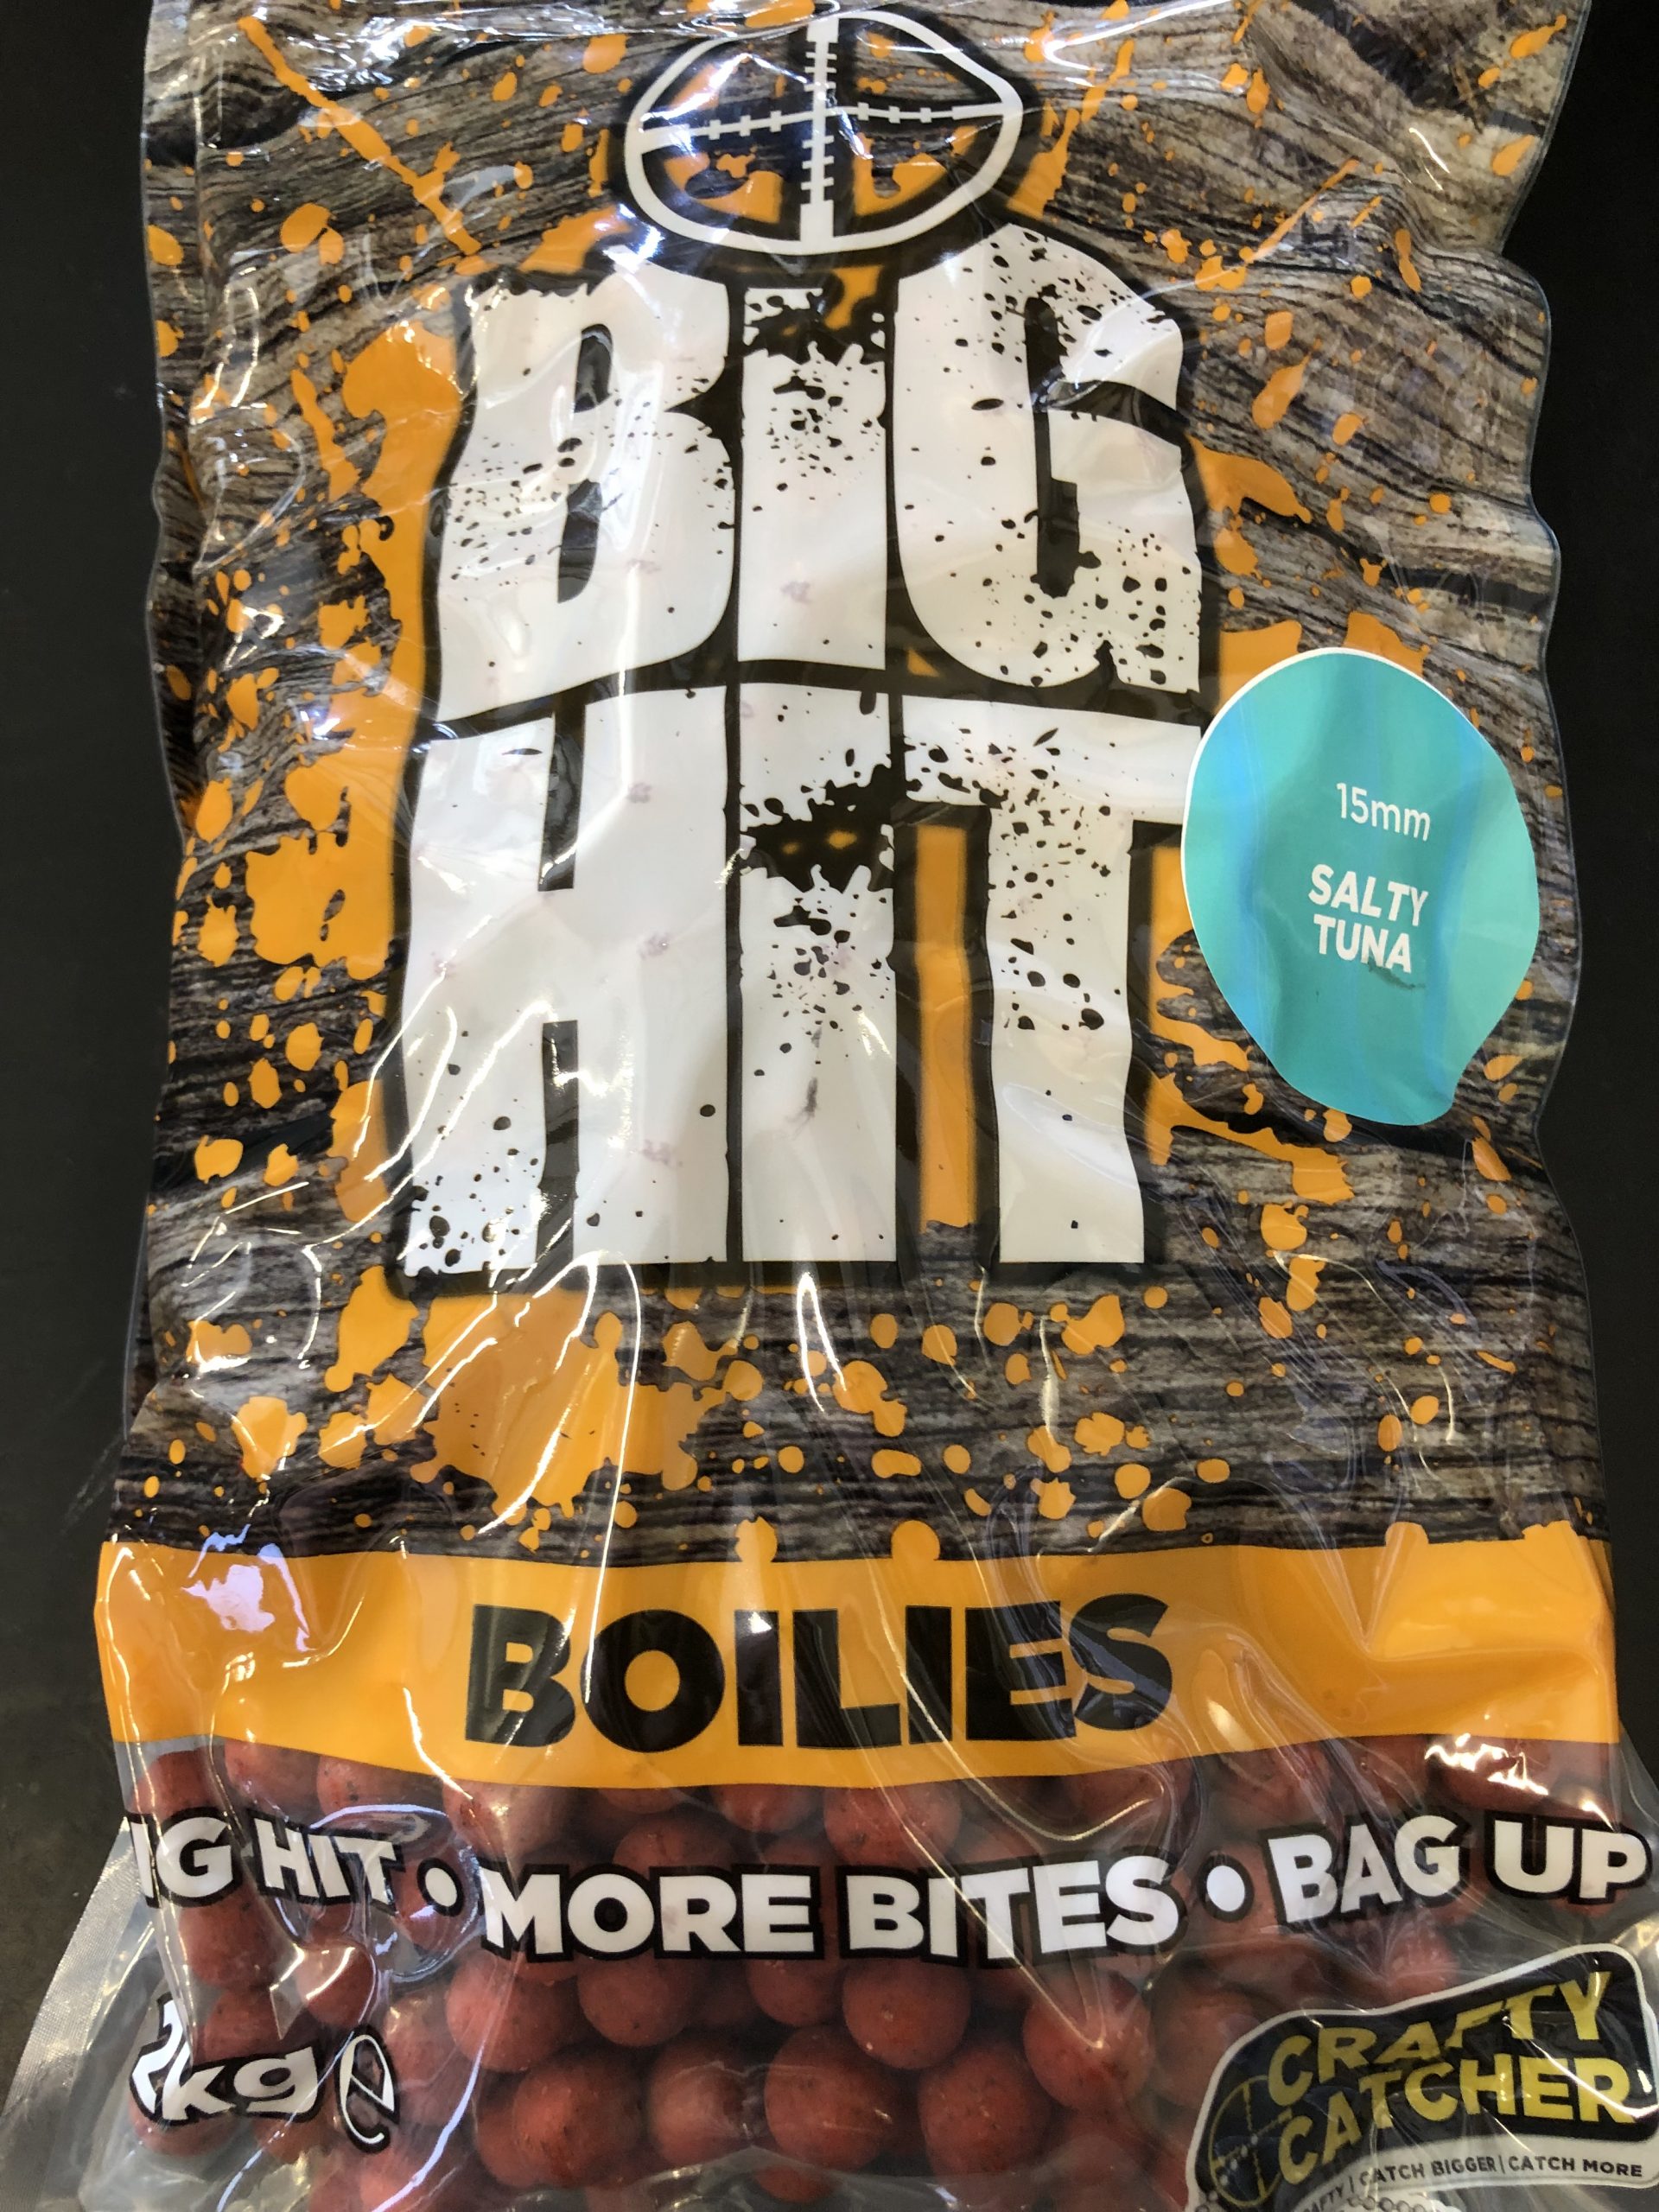 BIG
HIT
15mm
SALTY
TUNA
BOILIES
IG HIT • MORE BITES • BAG UP
kg e
CRAFTY
CATCHER
CATCH BIGGER | CATCH MORE